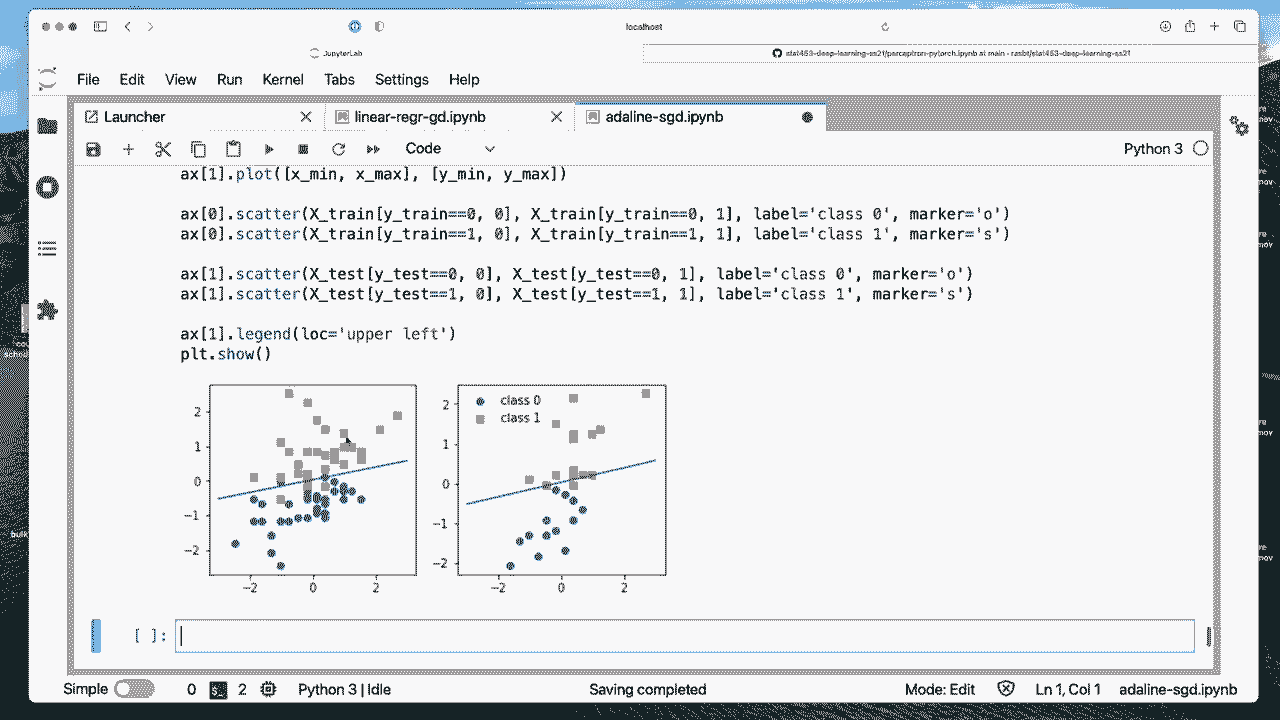 localhost
JupyterLab
stat453-deep-learning-ss21/perceptron-pytorch.ipynb at main · rasbt/stat453-deep-learning-ss21
File Edit View Run Kernel Tabs Settings Help
Launcher
linear-regr-gd.ipynb
adaline-sgd.ipynb
Code
Python 3
ax[1].plot([x_min, x_max], [y_min, y_max])
ax[0].scatter(X_train[y_train==0, 0], X_train[y_train==0, 1], label='class 0', marker='o')
ax[0].scatter(X_train[y_train==1, 0], X_train[y_train==1, 1], label='class 1', marker='s')
ax[1].scatter(X_test[y_test==0, 0], X_test[y_test==0, 1], label='class 0', marker='o')
ax[1].scatter(X_test[y_test==1, 0], X_test[y_test==1, 1], label='class 1', marker='s')
ax[1].legend(loc='upper left')
plt.show()
2
1
0
−1
−2
−2 0 2
2
1
0
−1
−2
−2 0 2
class 0
class 1
[ ]:
Simple 0 2 Python 3 | Idle Saving completed Mode: Edit Ln 1, Col 1 adaline-sgd.ipynb